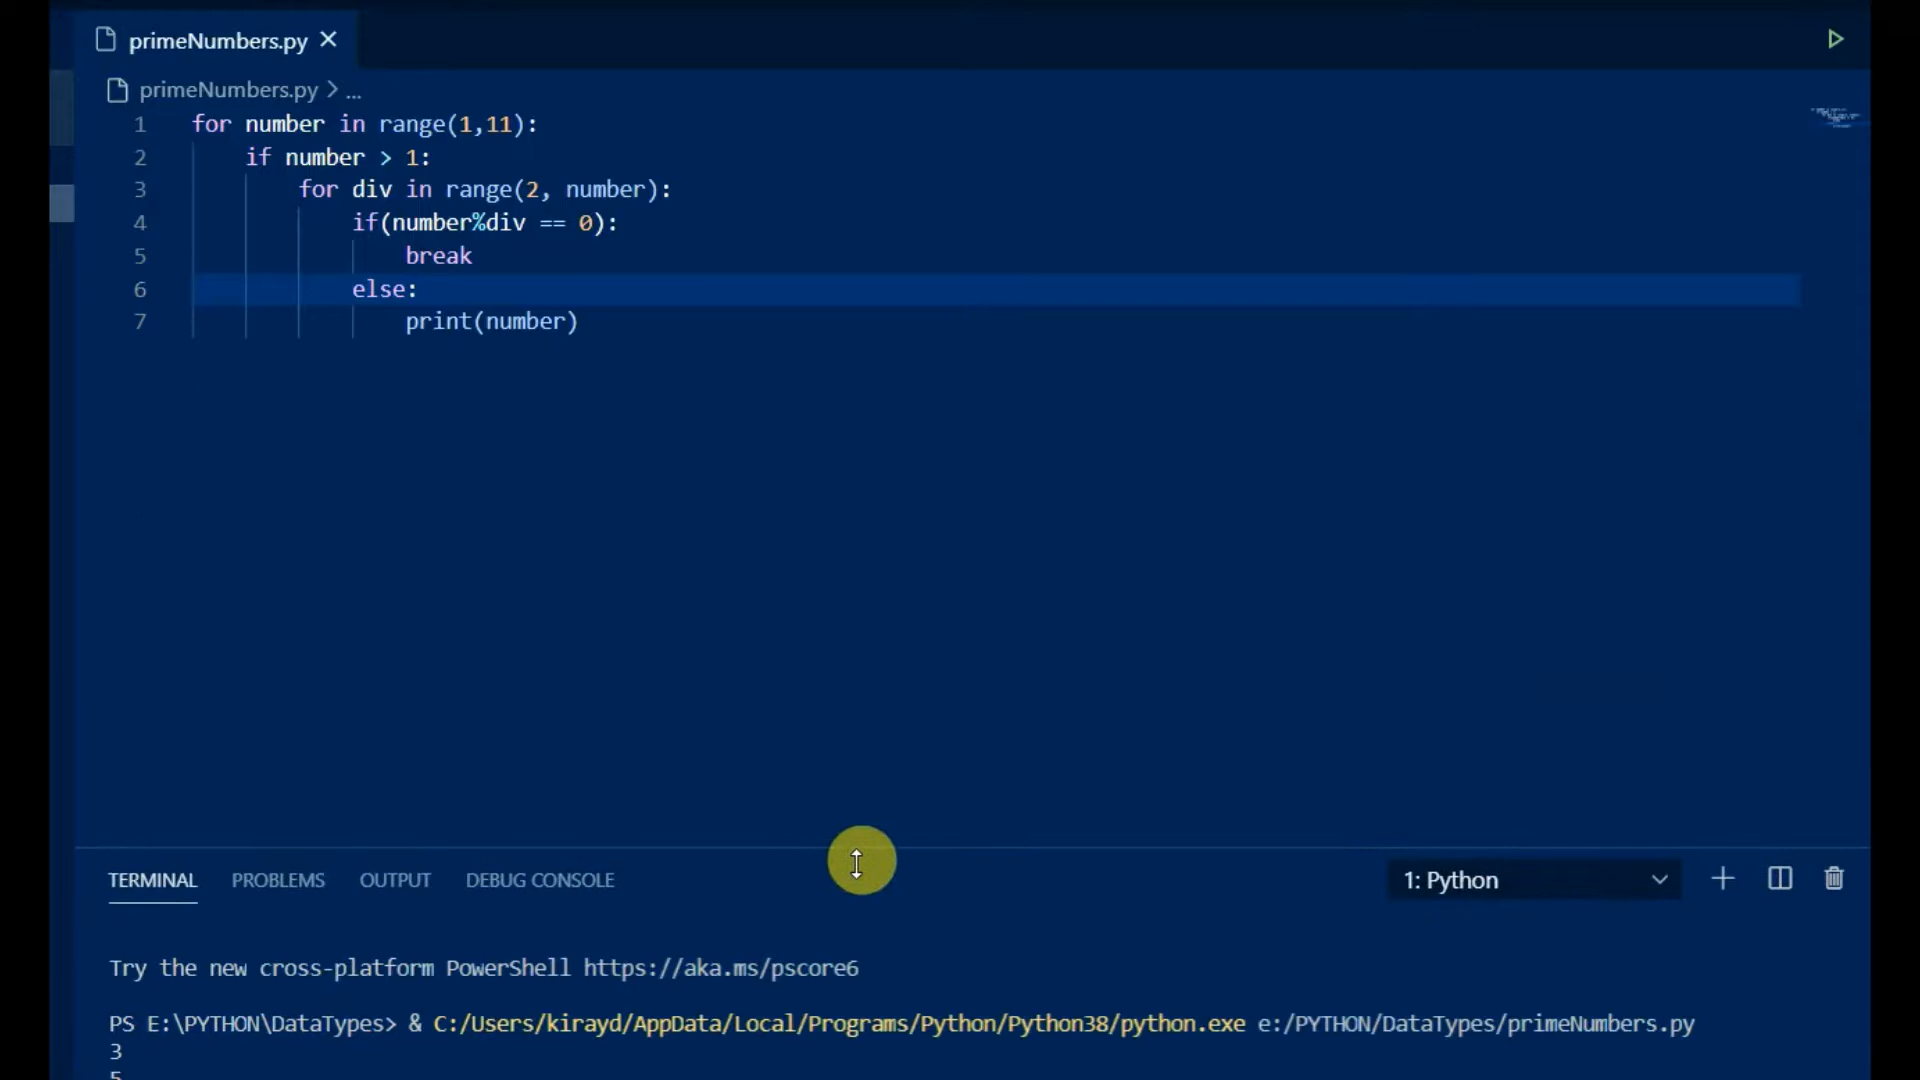 primeNumbers.py
primeNumbers.py > ...
1 for number in range(1,11):
2     if number > 1:
3         for div in range(2, number):
4             if(number%div == 0):
5                 break
6             else:
7                 print(number)
TERMINAL PROBLEMS OUTPUT DEBUG CONSOLE 1: Python
Try the new cross-platform PowerShell https://aka.ms/pscore6
PS E:\PYTHON\DataTypes> & C:/Users/kirayd/AppData/Local/Programs/Python/Python38/python.exe e:/PYTHON/DataTypes/primeNumbers.py
3
5